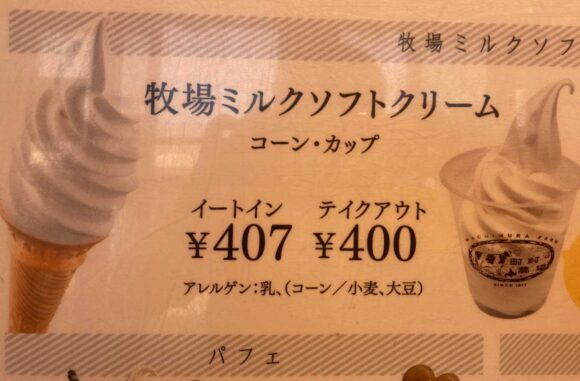 牧場ミルクソフ
牧場ミルクソフトクリーム
コーン・カップ
イートイン テイクアウト
¥407 ¥400
アレルゲン：乳、（コーン／小麦、大豆）
SINCE 1917
パフェ